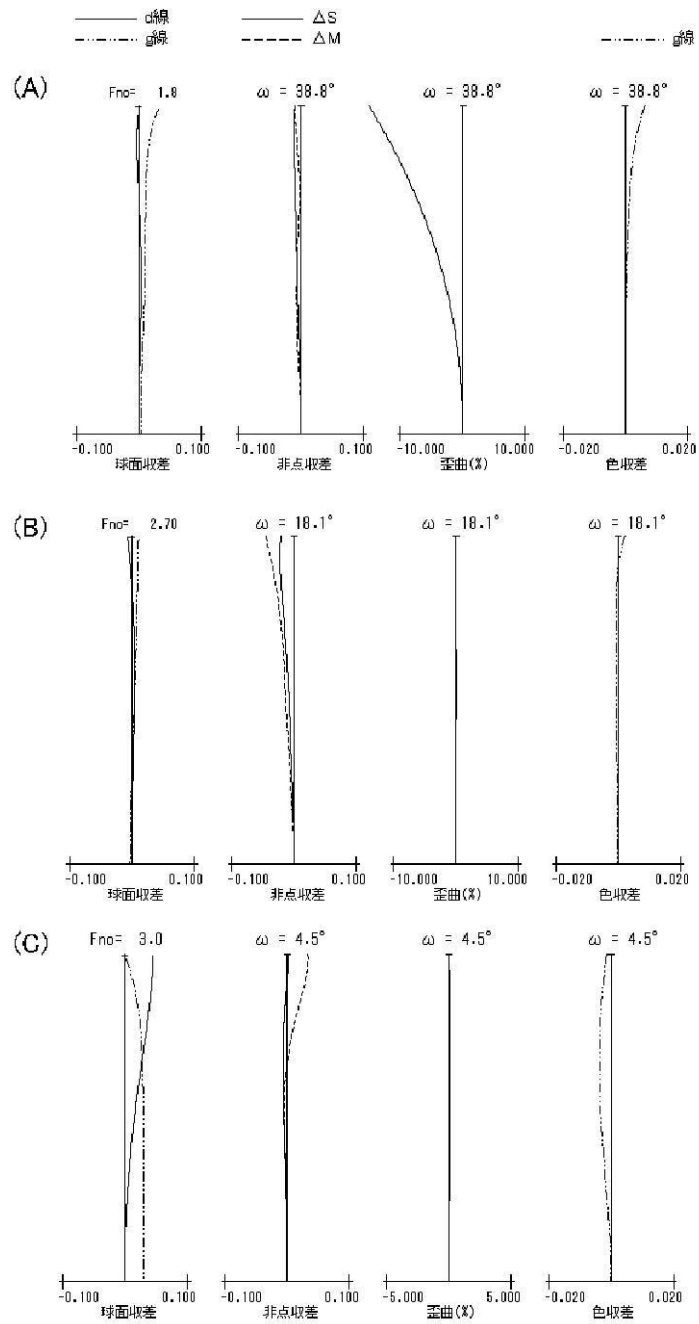 d線 ΔS
g線 ΔM g線
(A)
Fno= 1.8 ω = 38.8° ω = 38.8° ω = 38.8°
-0.100 0.100 -0.100 0.100 -10.000 10.000 -0.020 0.020
球面収差 非点収差 歪曲(%) 色収差
(B)
Fno= 2.70 ω = 18.1° ω = 18.1° ω = 18.1°
-0.100 0.100 -0.100 0.100 -10.000 10.000 -0.020 0.020
球面収差 非点収差 歪曲(%) 色収差
(C)
Fno= 3.0 ω = 4.5° ω = 4.5° ω = 4.5°
-0.100 0.100 -0.100 0.100 -5.000 5.000 -0.020 0.020
球面収差 非点収差 歪曲(%) 色収差